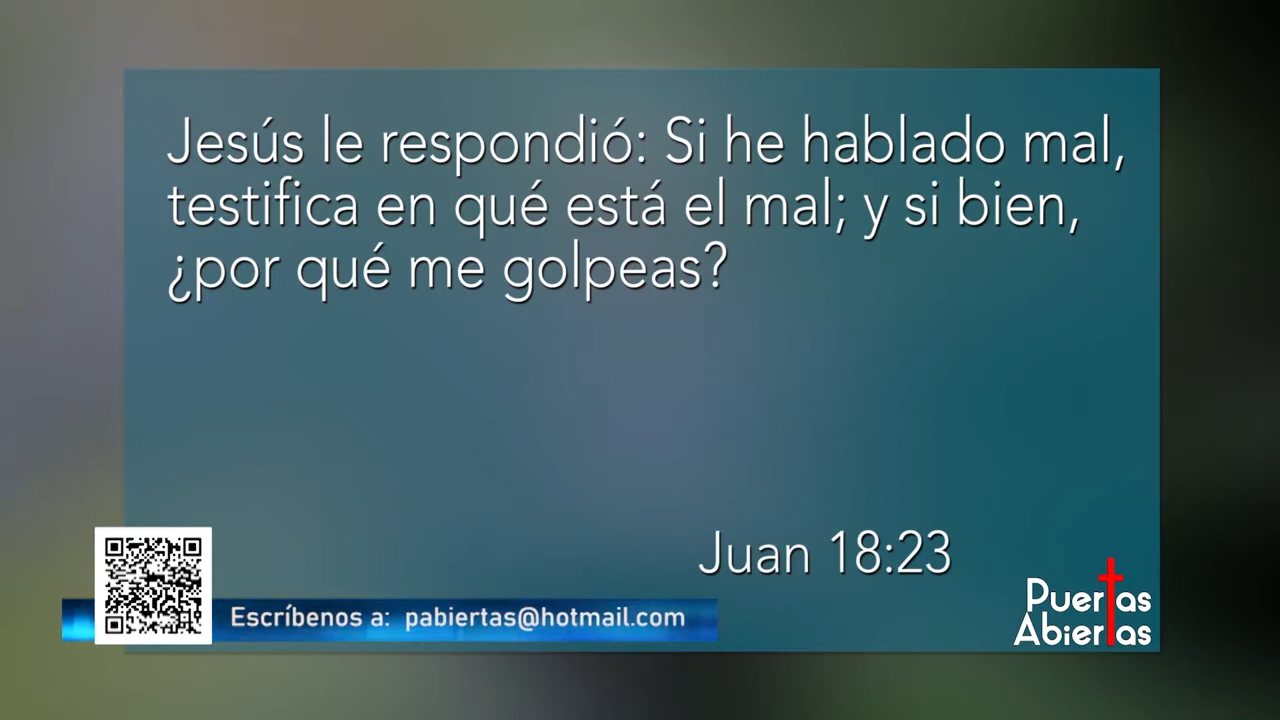 Jesús le respondió: Si he hablado mal,
testifica en qué está el mal; y si bien,
¿por qué me golpeas?
Juan 18:23
Escríbenos a: pabiertas@hotmail.com
Puertas
Abiertas